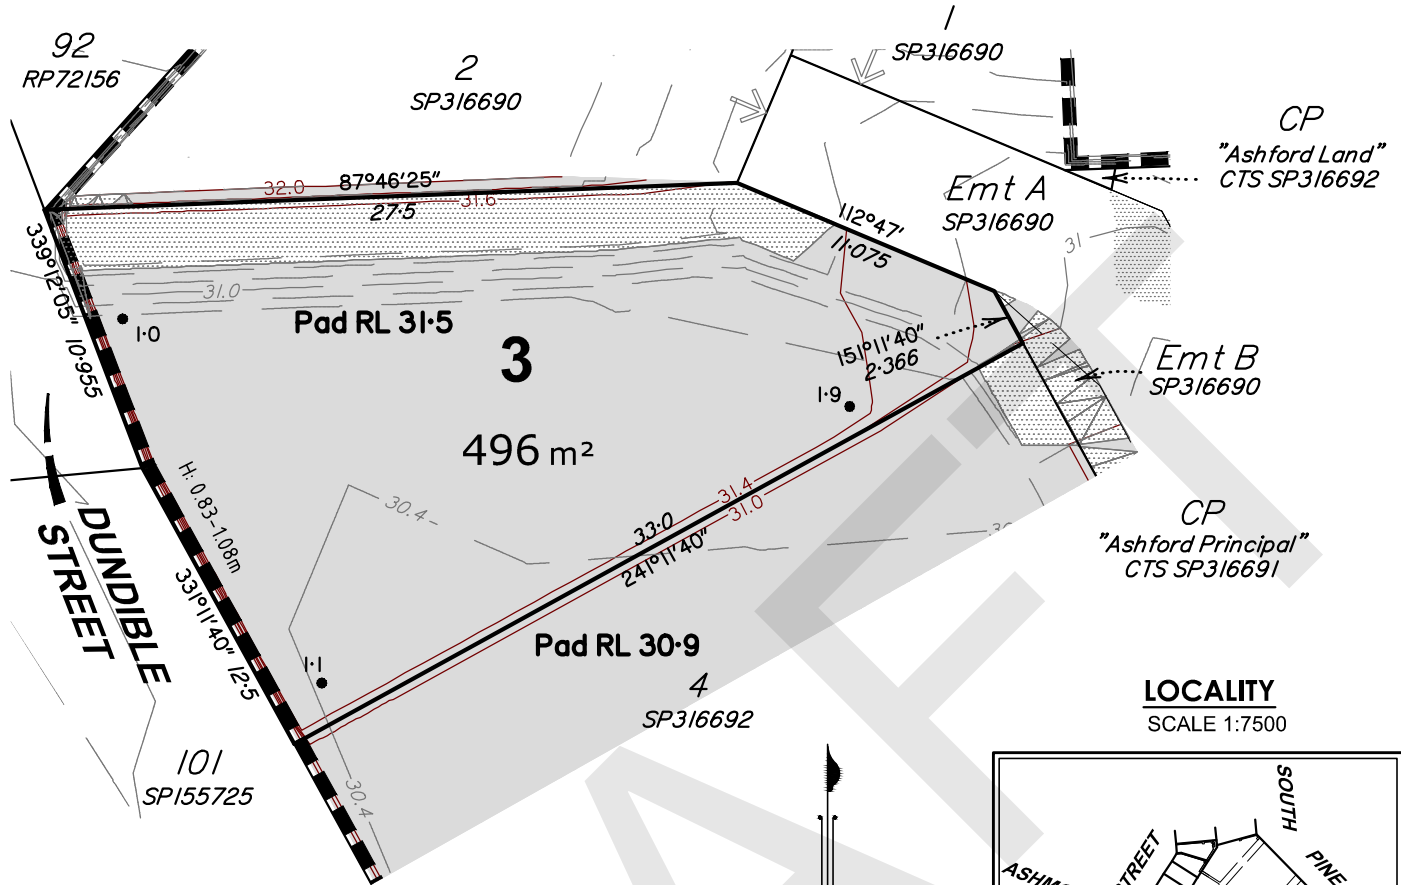 92
RP72156
2
SP316690
1
SP316690
CP
"Ashford Land"
CTS SP316692
32.0
87°46'25"
27·5
31.6
Emt A
SP316690
112°47'
11·075
31
339°12'05" 10·955
31.0
1·0
Pad RL 31·5
3
496 m²
151°11'40"
2·366
1·9
Emt B
SP316690
H: 0.83-1.08m
30.4
31.4
31.0
33·0
241°11'40"
30
CP
"Ashford Principal"
CTS SP316691
DUNDIBLE
STREET
331°11'40" 12·5
1·1
Pad RL 30·9
4
SP316692
101
SP155725
30.4
LOCALITY
SCALE 1:7500
SOUTH
PINE
STREET
ASHMO